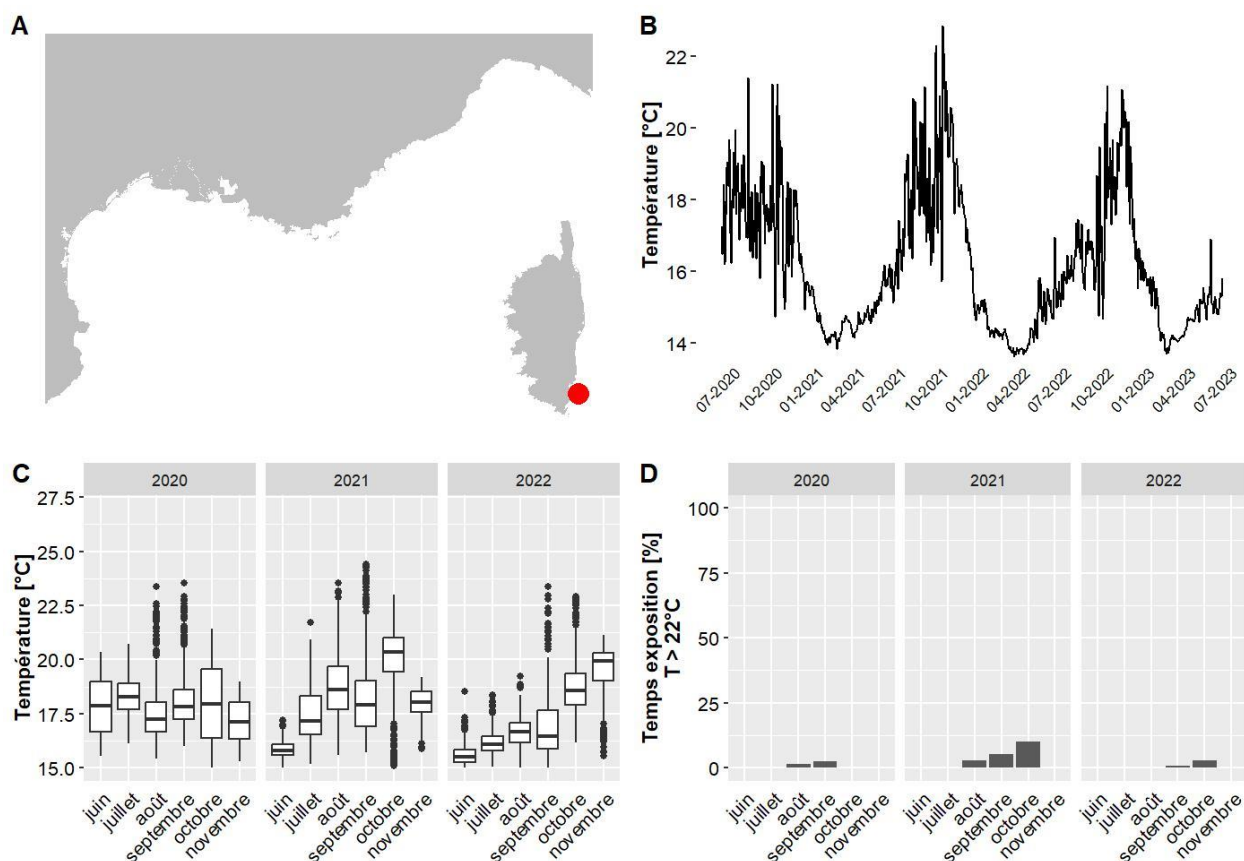 A
B
Température [°C]
22
20
18
16
14
07-2020
10-2020
01-2021
04-2021
07-2021
10-2021
01-2022
04-2022
07-2022
10-2022
01-2023
04-2023
07-2023
C
2020
2021
2022
Température [°C]
27.5
25.0
22.5
20.0
17.5
15.0
juin
juillet
août
septembre
octobre
novembre
juin
juillet
août
septembre
octobre
novembre
juin
juillet
août
septembre
octobre
novembre
D
2020
2021
2022
Temps exposition [%]
T > 22°C
100
75
50
25
0
juin
juillet
août
septembre
octobre
novembre
juin
juillet
août
septembre
octobre
novembre
juin
juillet
août
septembre
octobre
novembre